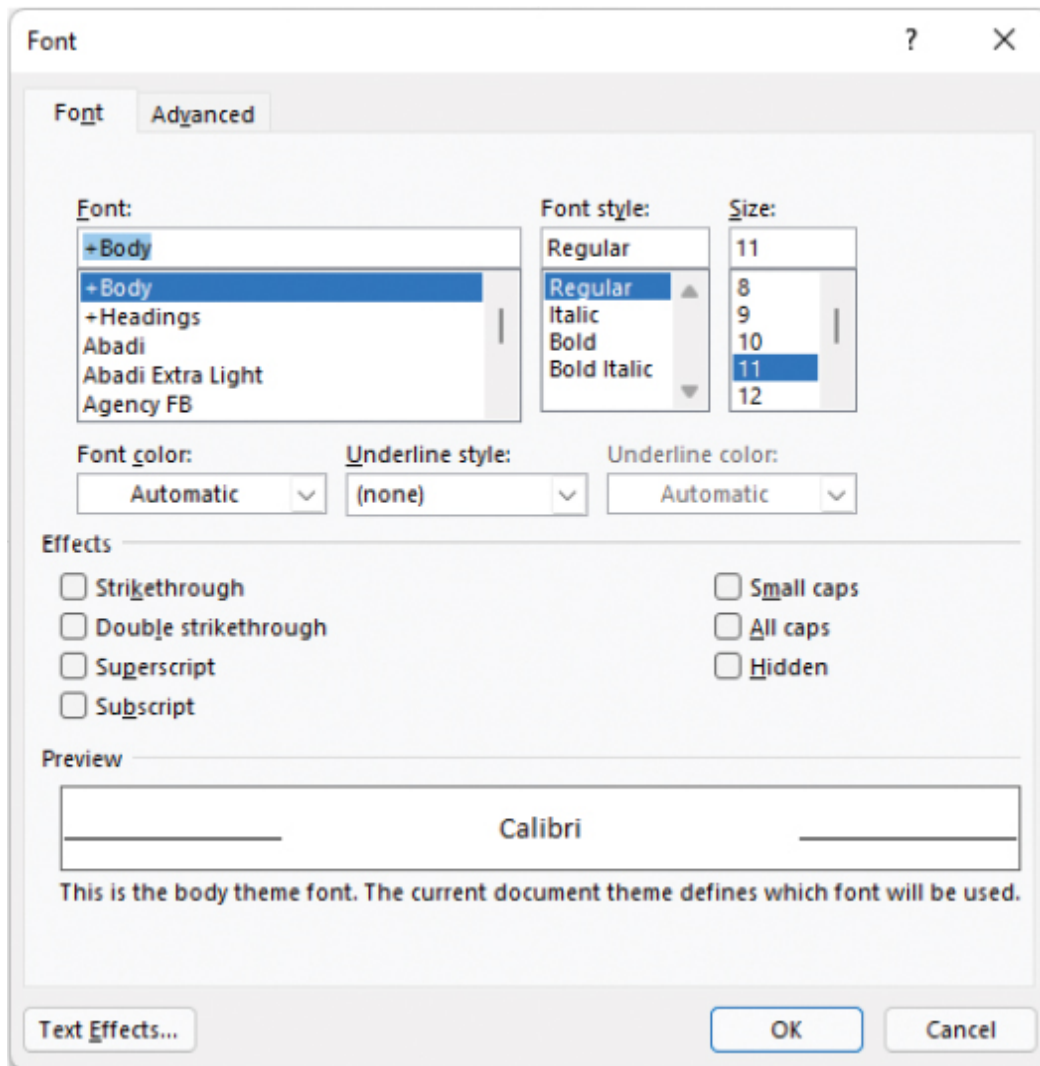 Font ?
Font Advanced
Font: Font style: Size:
+Body Regular 11
+Body Regular 8
+Headings Italic 9
Abadi Bold 10
Abadi Extra Light Bold Italic 11
Agency FB 12
Font color: Underline style: Underline color:
Automatic (none) Automatic
Effects
Strikethrough Small caps
Double strikethrough All caps
Superscript Hidden
Subscript
Preview
Calibri
This is the body theme font. The current document theme defines which font will be used.
Text Effects... OK Cancel